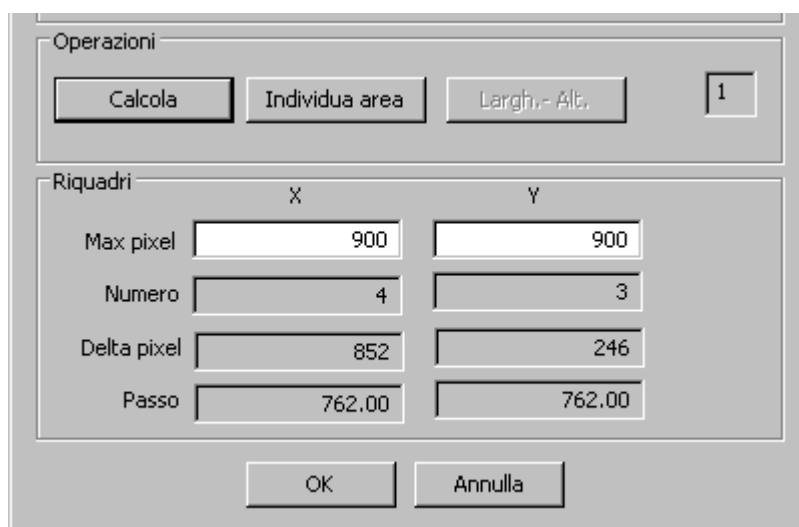 Operazioni
Calcola Individua area Largh.- Alt. 1
Riquadri
X Y
Max pixel 900 900
Numero 4 3
Delta pixel 852 246
Passo 762.00 762.00
OK Annulla